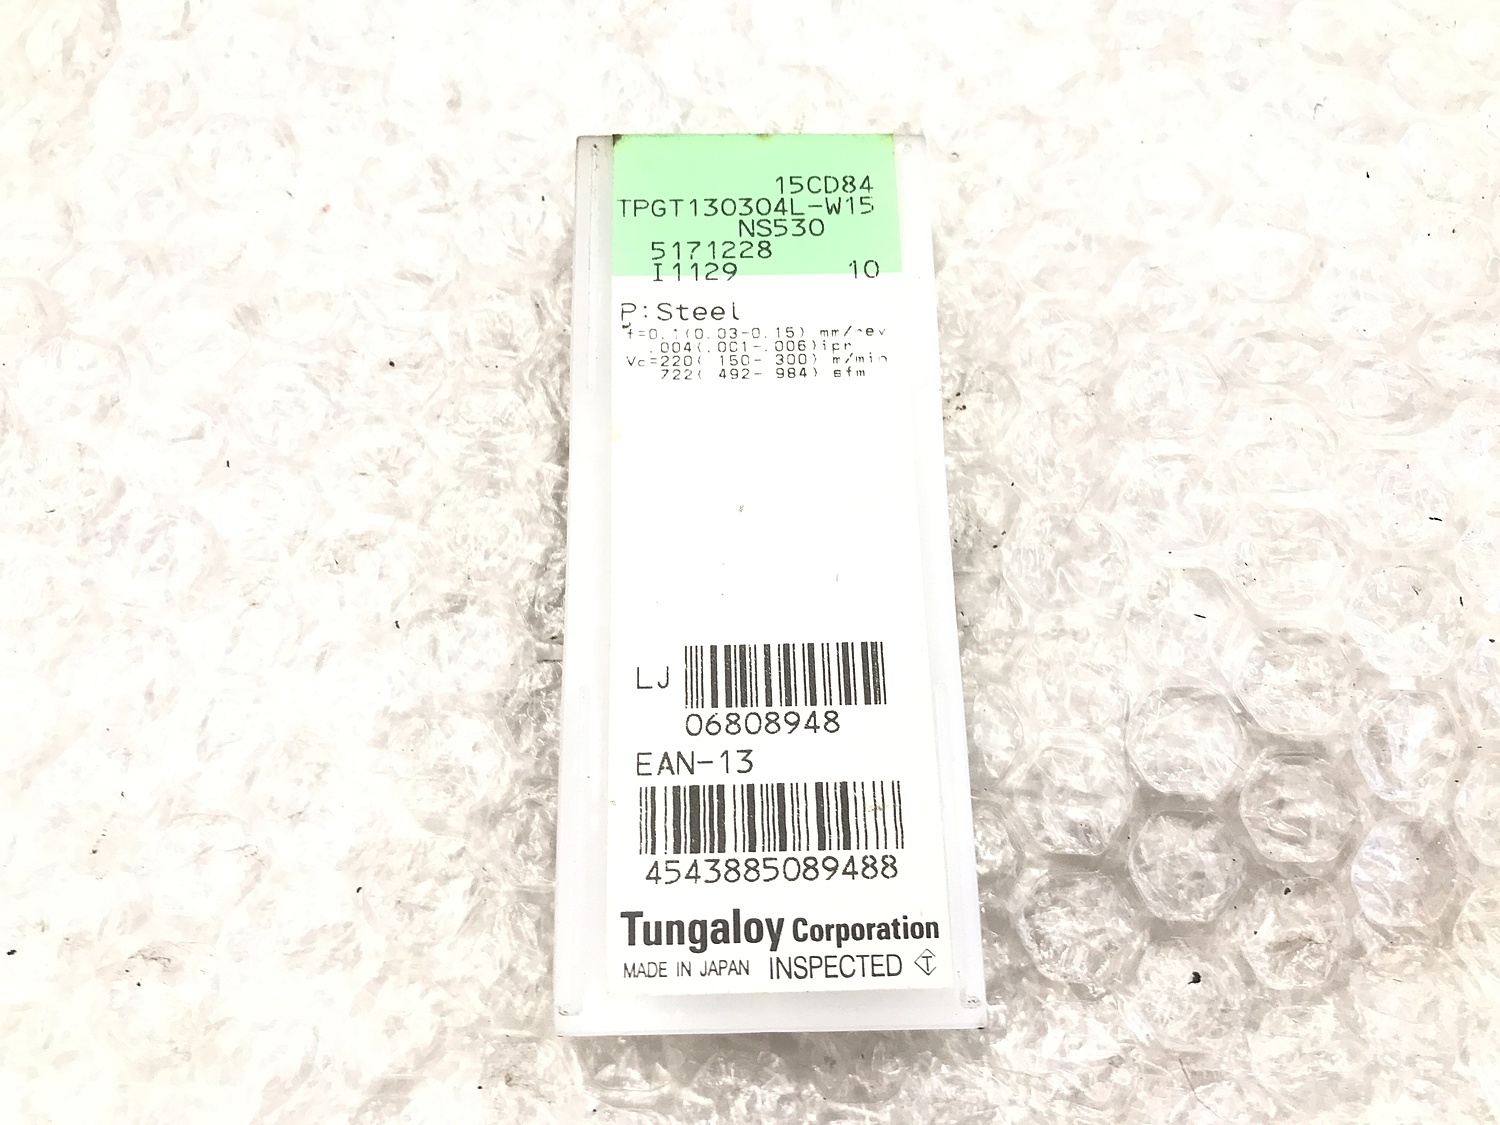 15CD84
TPGT130304L-W15
NS530
5171228
I1129 10
P:Steel
f=0.1(0.03-0.15) mm/rev
.004(.001-.006)ipr
Vc=220( 150- 300) m/min
722( 492- 984) sfm
LJ
06808948
EAN-13
4543885089488
Tungaloy Corporation
MADE IN JAPAN INSPECTED T